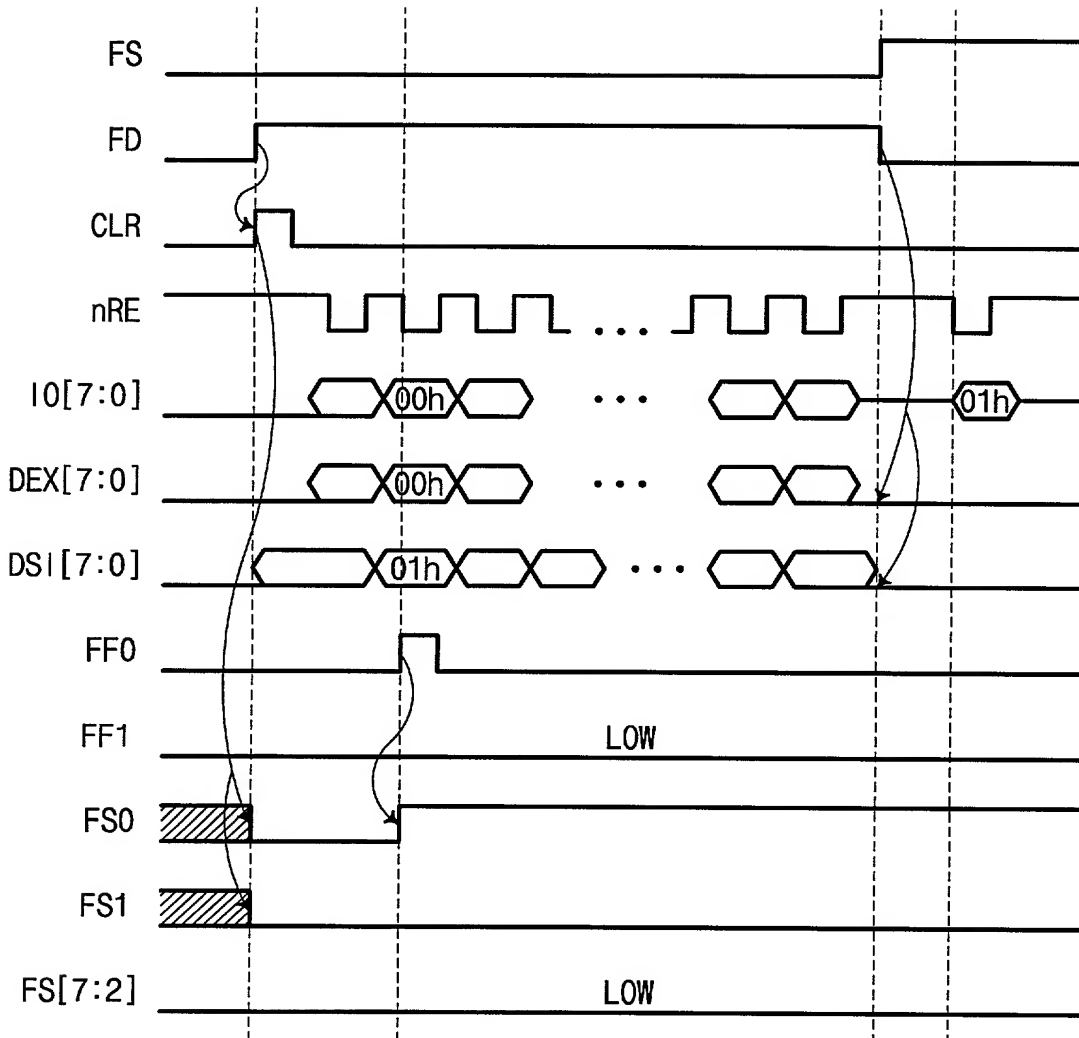 FS
FD
CLR
nRE
· · ·
IO[7:0] 00h · · · 01h
DEX[7:0] 00h · · ·
DSI[7:0] 01h · · · ·
FF0
FF1 LOW
FS0
FS1
FS[7:2] LOW